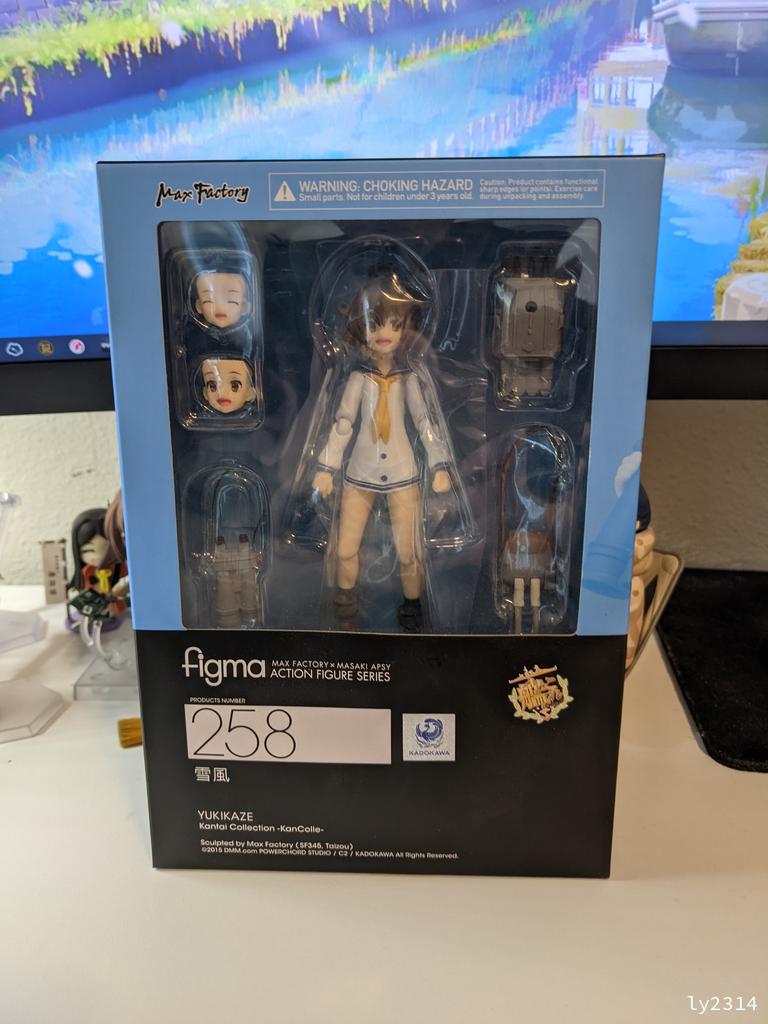 Max Factory
WARNING: CHOKING HAZARD
Small parts. Not for children under 3 years old.
Caution: Product contains functional
sharp edges (or points). Exercise care
during unpacking and assembly.
figma
MAX FACTORY × MASAKI APSY
ACTION FIGURE SERIES
PRODUCTS NUMBER
258
KADOKAWA
雪風
YUKIKAZE
Kantai Collection -KanColle-
Sculpted by Max Factory (SF345, Taizou)
©2015 DMM.com POWERCHORD STUDIO / C2 / KADOKAWA All Rights Reserved.
ly2314